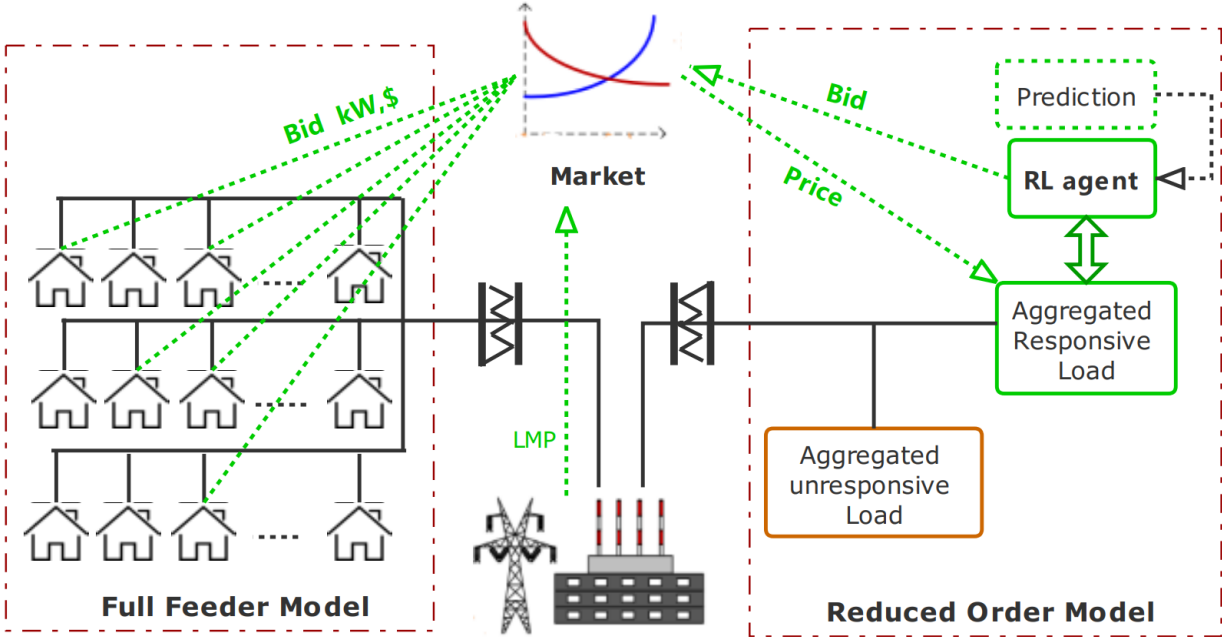 Bid kW,$
Market
Bid
Price
Prediction
RL agent
Aggregated
Responsive
Load
LMP
Aggregated
unresponsive
Load
Full Feeder Model
Reduced Order Model